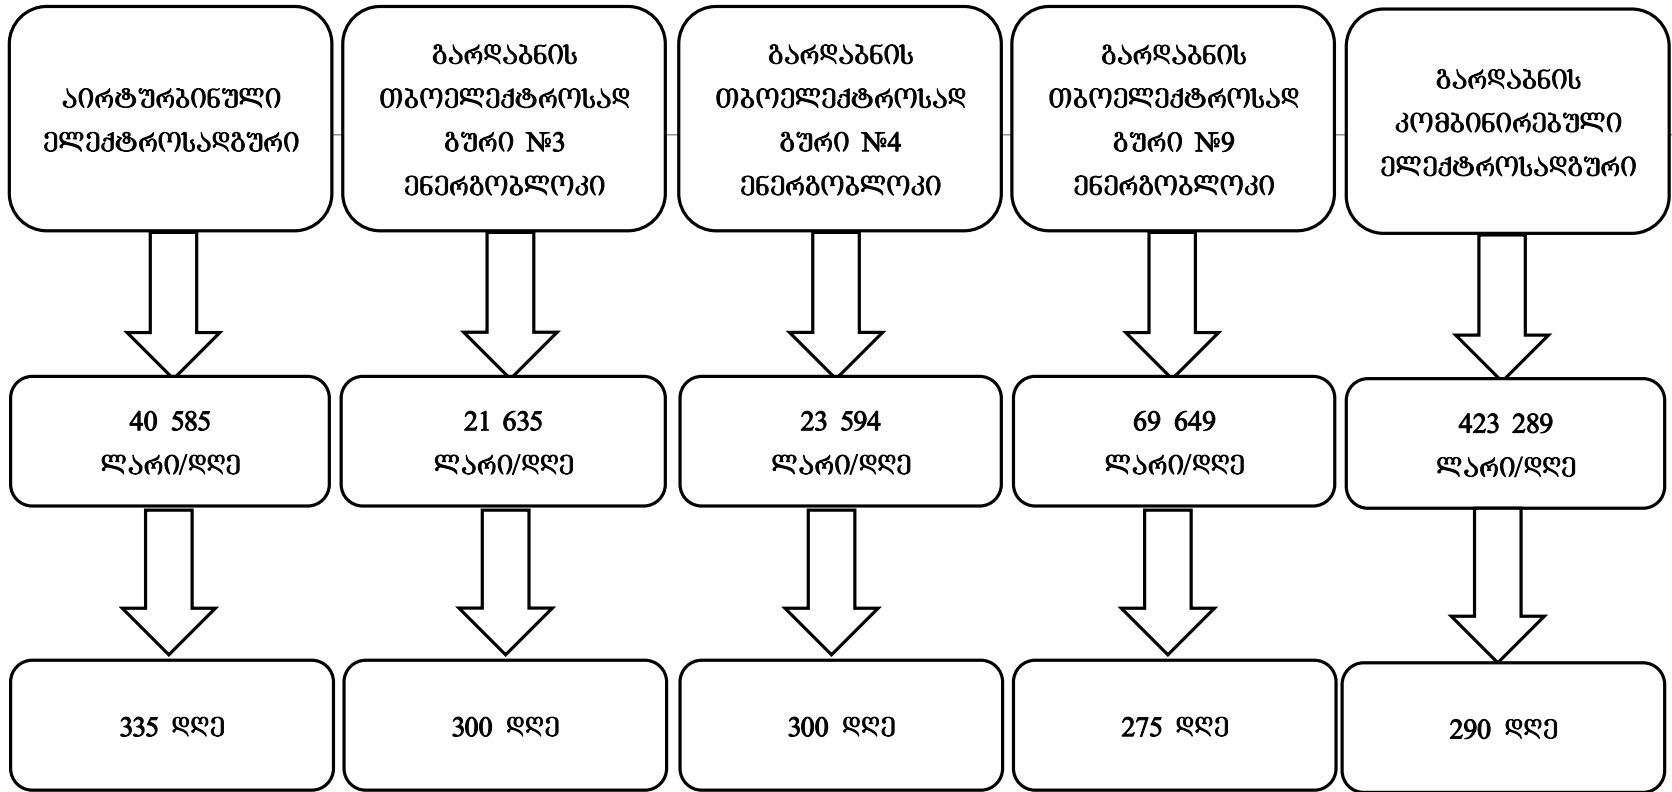 აირტურბინული
ელექტროსადგური
გარდაბნის
თბოელექტროსად
გური №3
ენერგობლოკი
გარდაბნის
თბოელექტროსად
გური №4
ენერგობლოკი
გარდაბნის
თბოელექტროსად
გური №9
ენერგობლოკი
გარდაბნის
კომბინირებული
ელექტროსადგური
40 585
ლარი/დღე
21 635
ლარი/დღე
23 594
ლარი/დღე
69 649
ლარი/დღე
423 289
ლარი/დღე
335 დღე
300 დღე
300 დღე
275 დღე
290 დღე